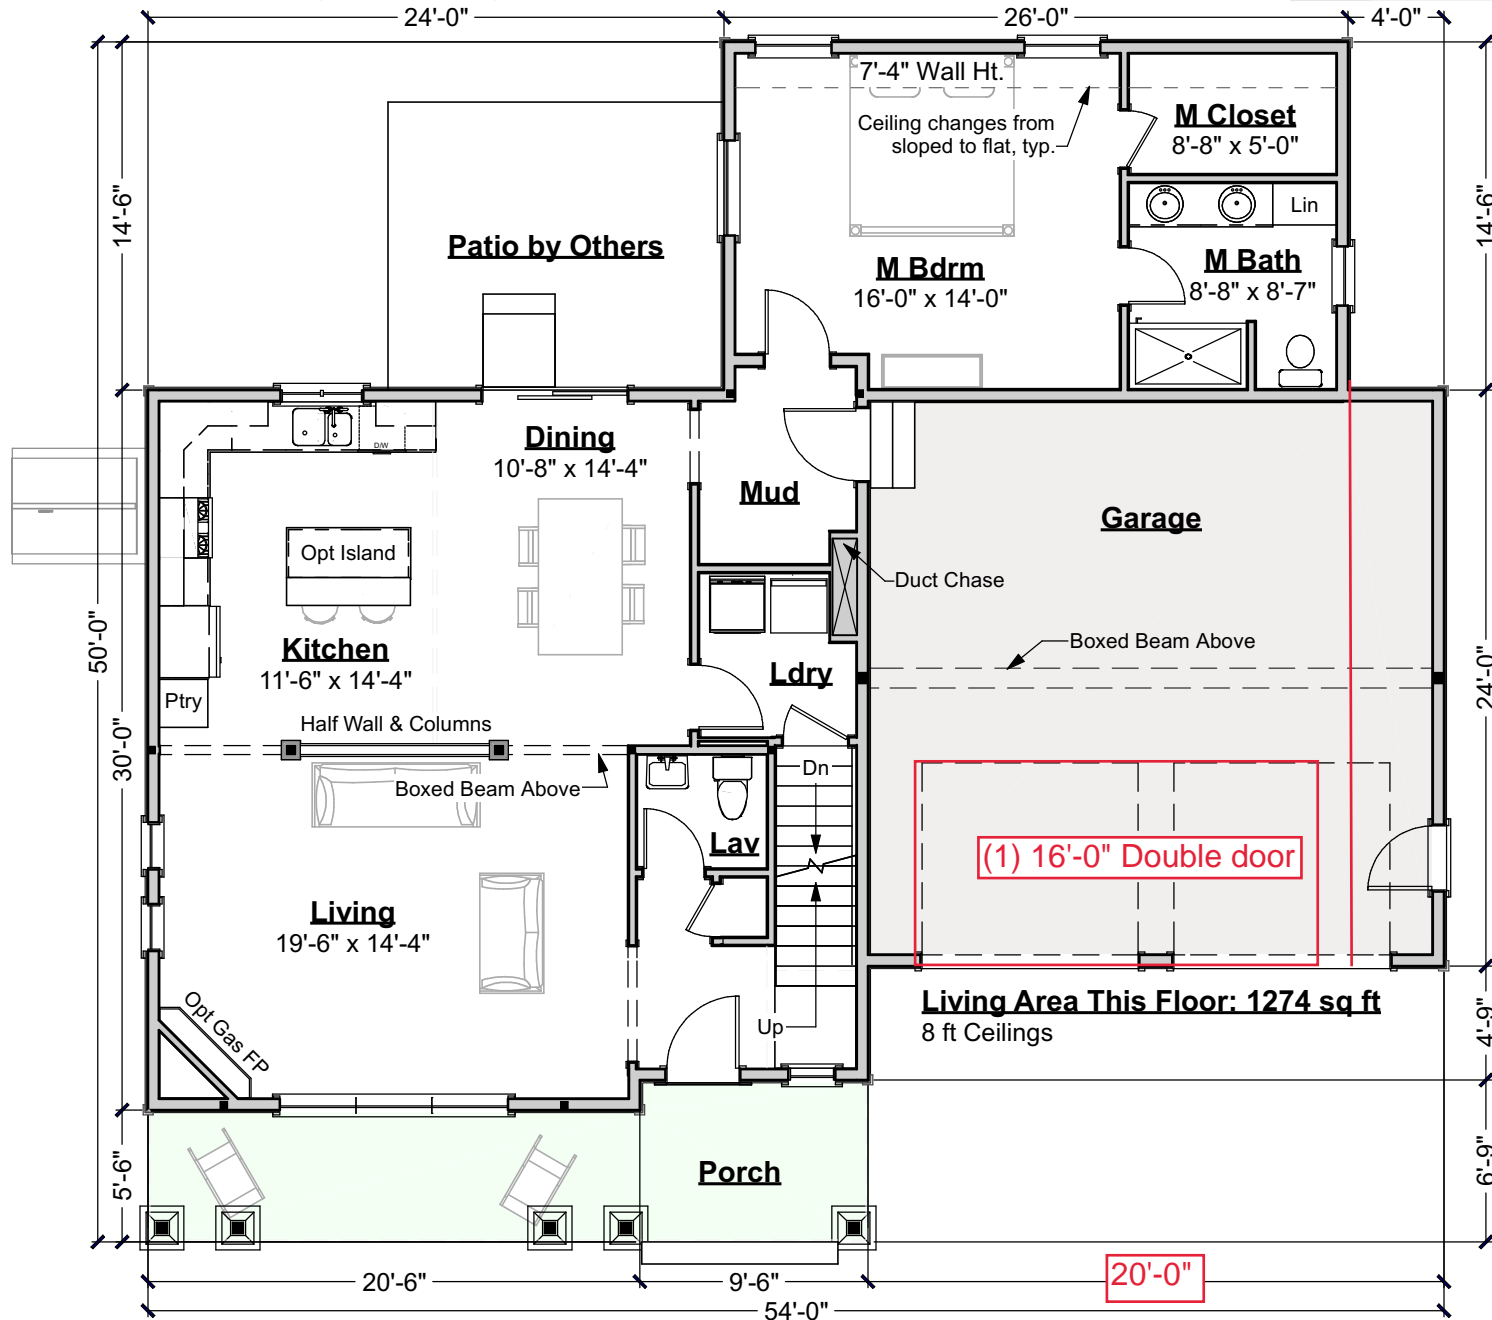 24'-0"
26'-0"
4'-0"
7'-4" Wall Ht.
Ceiling changes from
sloped to flat, typ.
M Closet
8'-8" x 5'-0"
14'-6"
14'-6"
Lin
Patio by Others
M Bdrm
16'-0" x 14'-0"
M Bath
8'-8" x 8'-7"
Dining
10'-8" x 14'-4"
D/W
Mud
Garage
Opt Island
Duct Chase
50'-0"
Kitchen
11'-6" x 14'-4"
Ldry
Boxed Beam Above
24'-0"
Ptry
Half Wall & Columns
30'-0"
Boxed Beam Above
Dn
Lav
(1) 16'-0" Double door
Living
19'-6" x 14'-4"
Opt Gas FP
Up
Living Area This Floor: 1274 sq ft
8 ft Ceilings
4'-9"
5'-6"
Porch
6'-9"
20'-6"
9'-6"
20'-0"
54'-0"